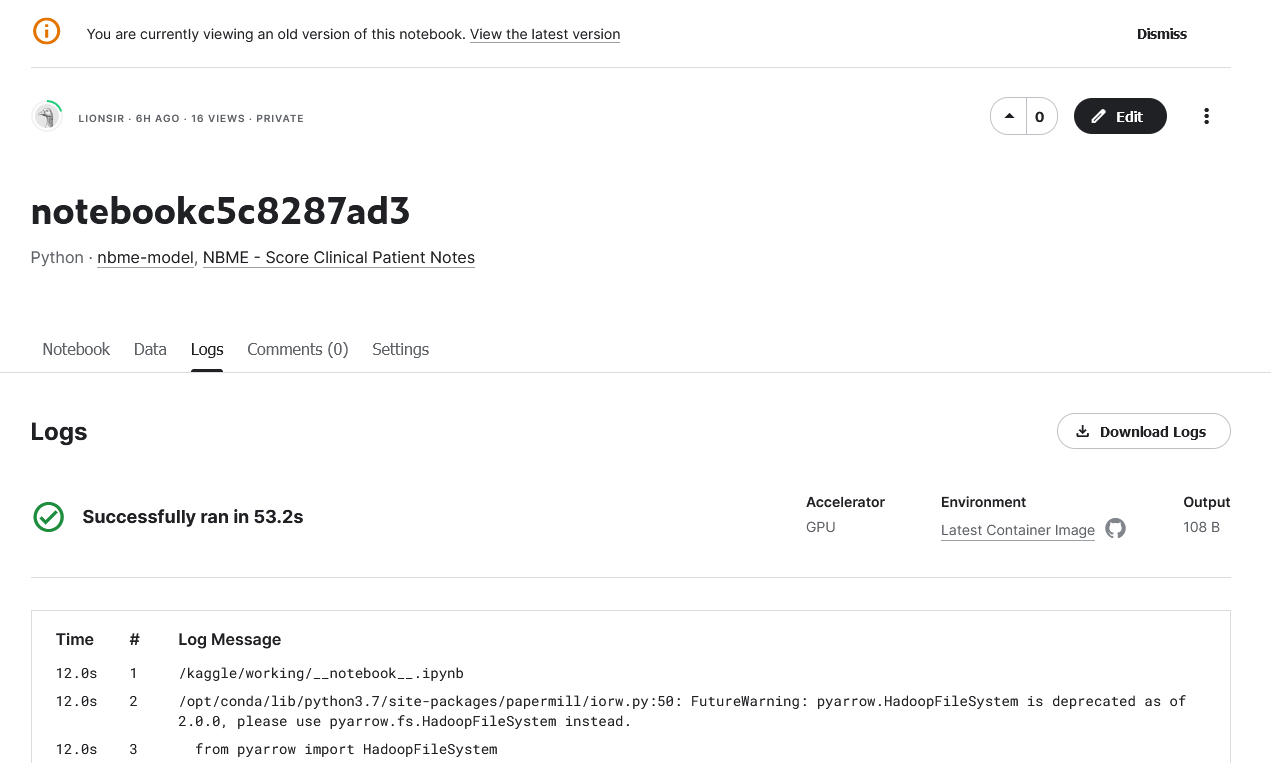 You are currently viewing an old version of this notebook. View the latest version
Dismiss
LIONSIR · 6H AGO · 16 VIEWS · PRIVATE
0
Edit
notebookc5c8287ad3
Python · nbme-model, NBME - Score Clinical Patient Notes
Notebook Data Logs Comments (0) Settings
Logs
Download Logs
Successfully ran in 53.2s
Accelerator
GPU
Environment
Latest Container Image
Output
108 B
Time # Log Message
12.0s 1 /kaggle/working/__notebook__.ipynb
12.0s 2 /opt/conda/lib/python3.7/site-packages/papermill/iorw.py:50: FutureWarning: pyarrow.HadoopFileSystem is deprecated as of
2.0.0, please use pyarrow.fs.HadoopFileSystem instead.
12.0s 3 from pyarrow import HadoopFileSystem